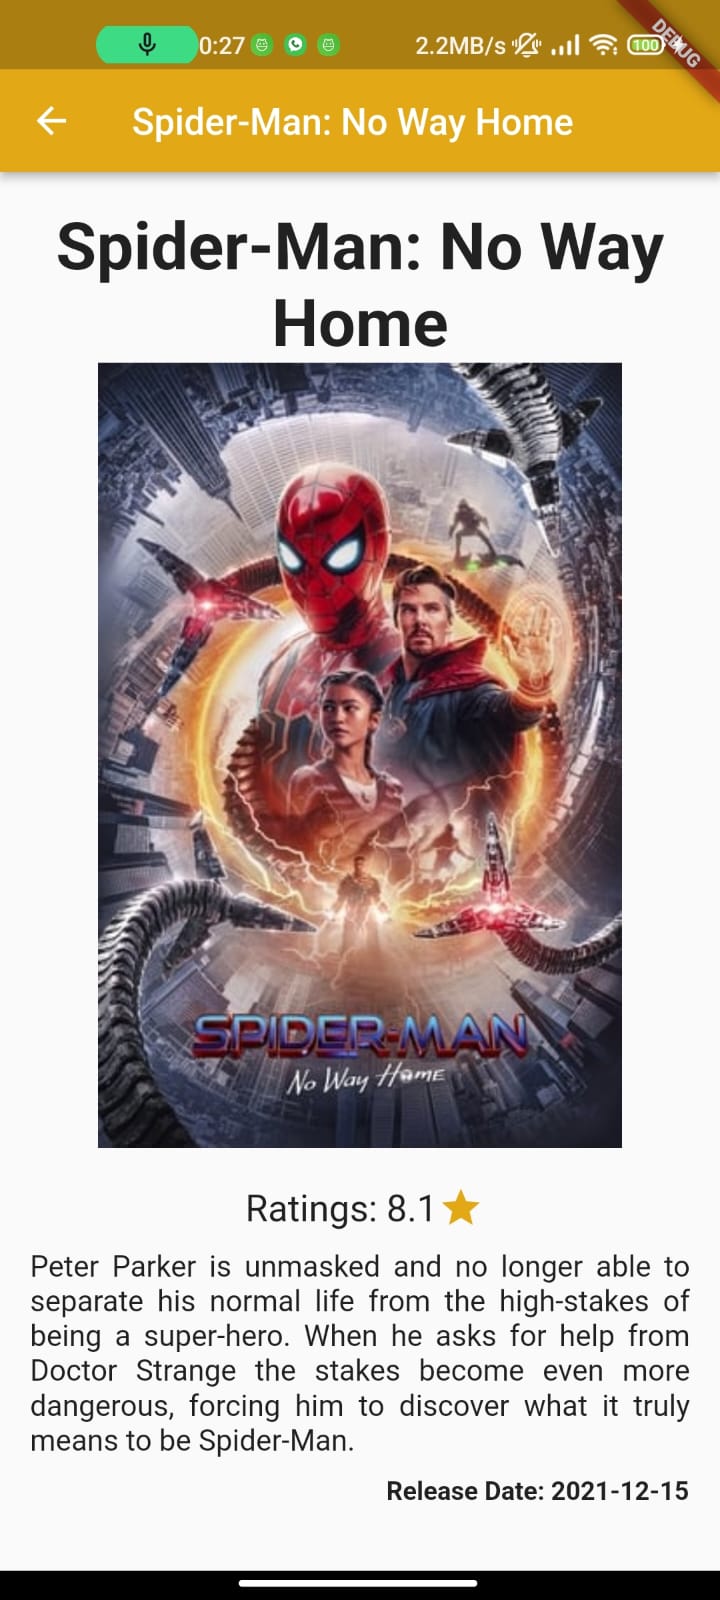 0:27
2.2MB/s
100
DEBUG
Spider-Man: No Way Home
Spider-Man: No Way
Home
SPIDER-MAN
No Way Home
Ratings: 8.1
Peter Parker is unmasked and no longer able to
separate his normal life from the high-stakes of
being a super-hero. When he asks for help from
Doctor Strange the stakes become even more
dangerous, forcing him to discover what it truly
means to be Spider-Man.
Release Date: 2021-12-15